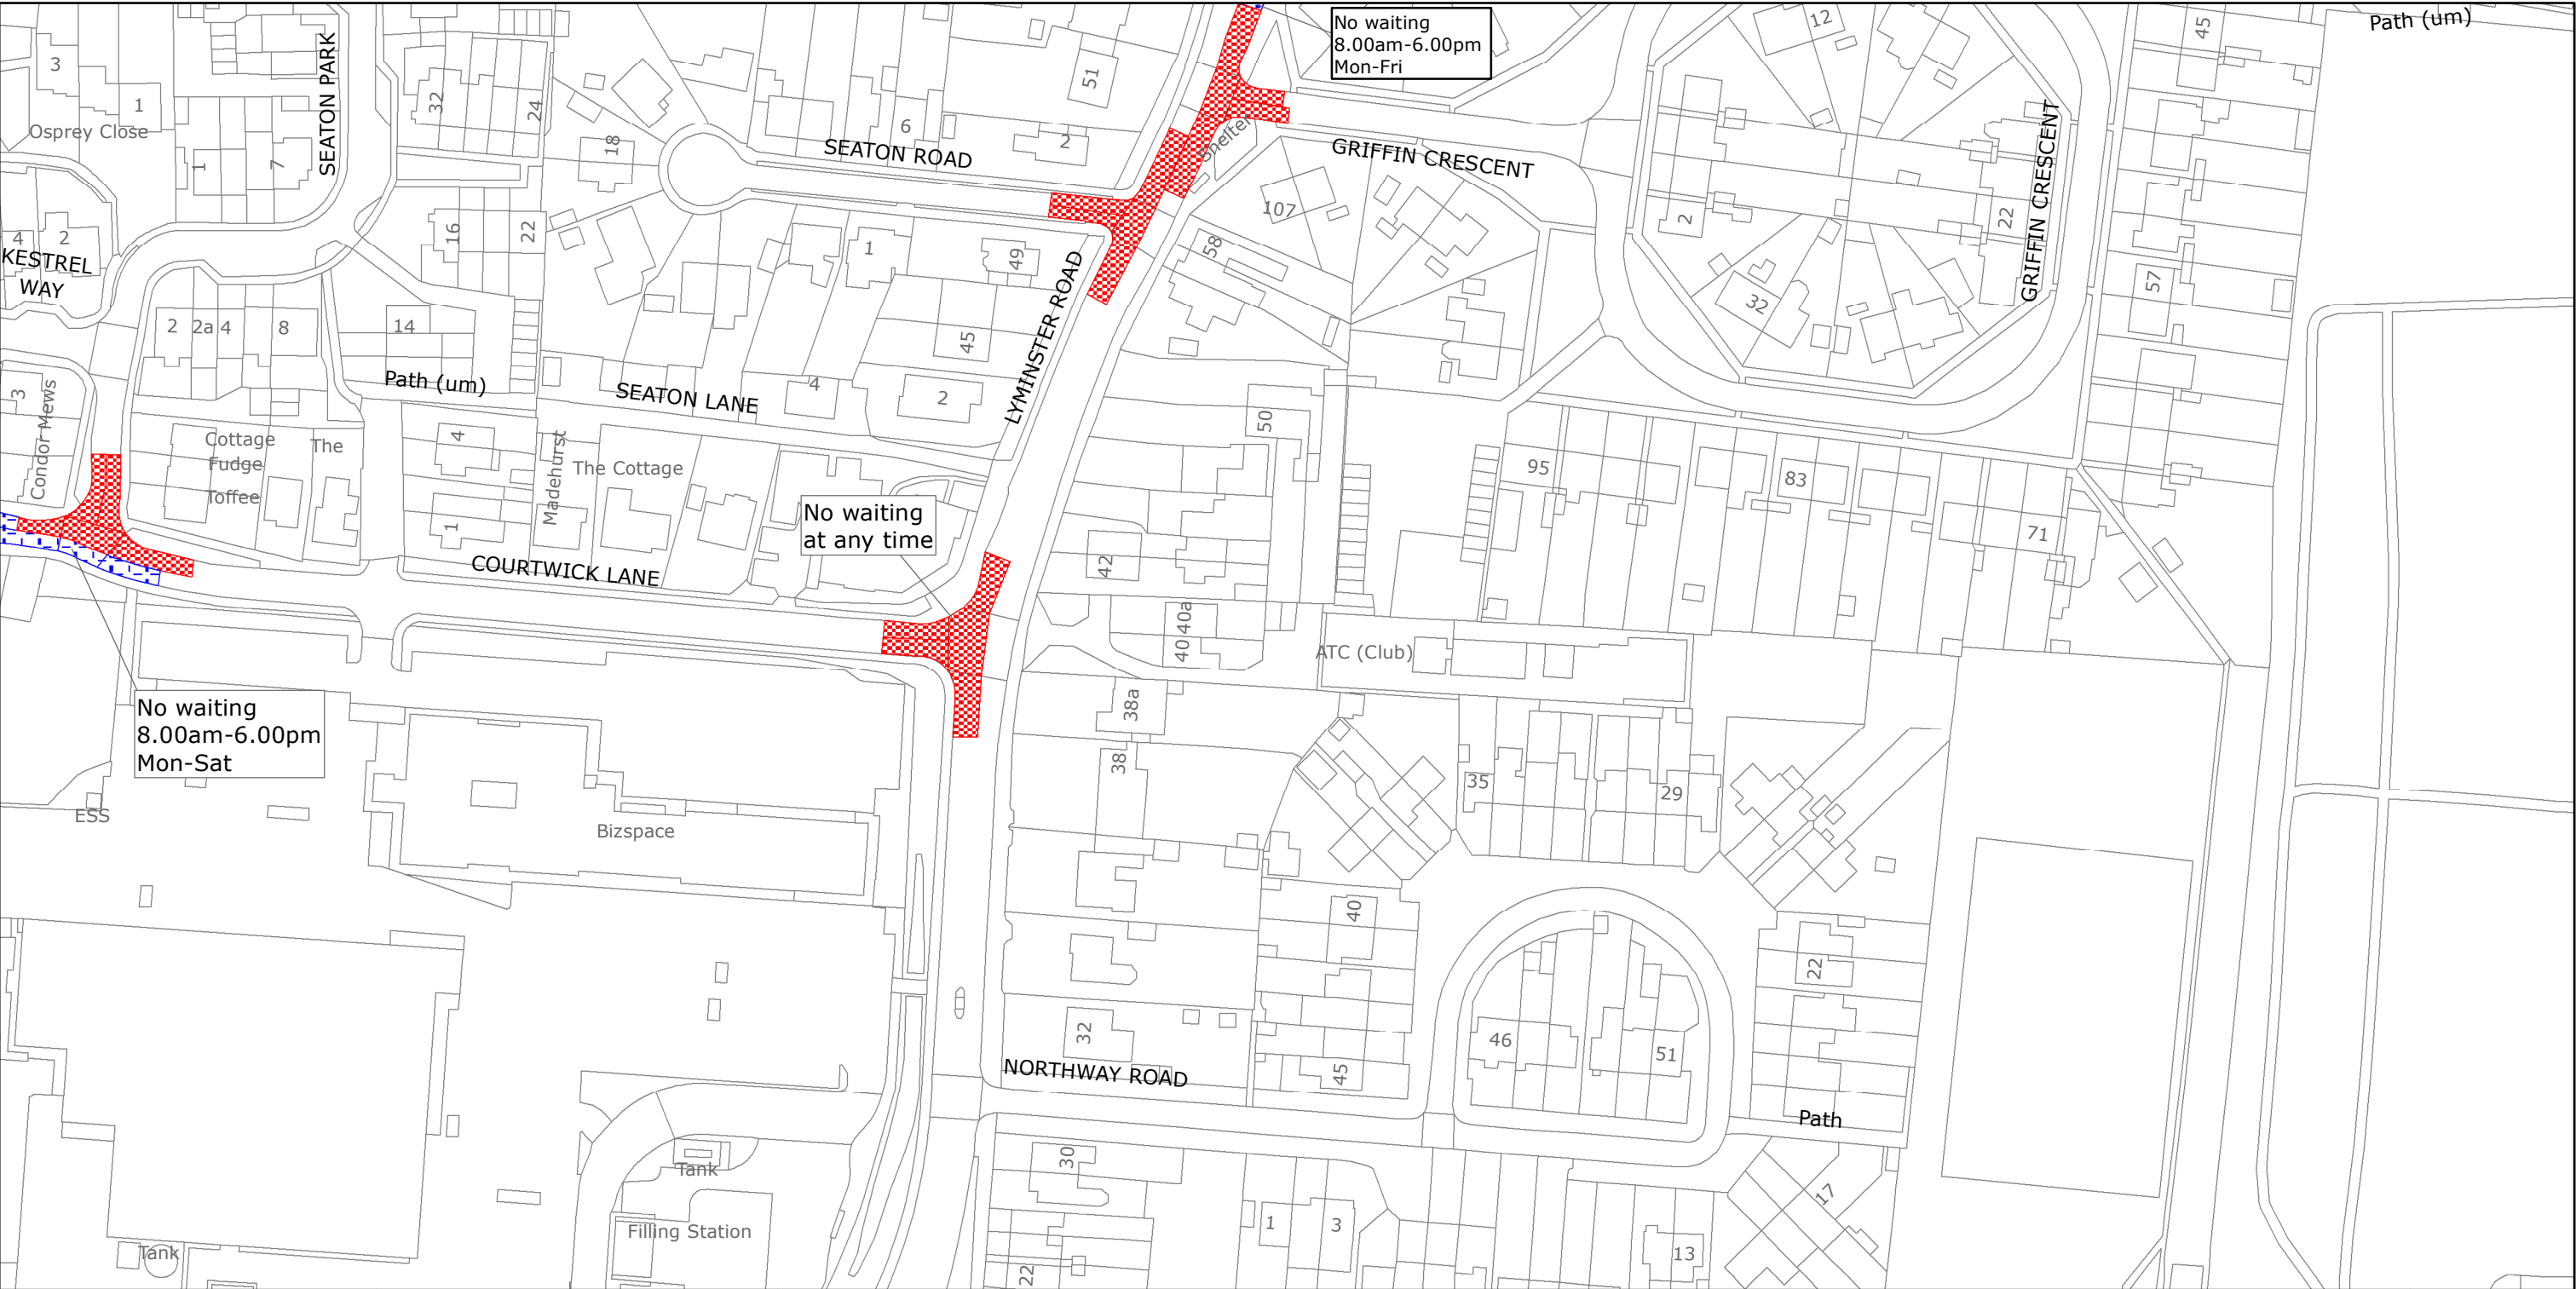 No waiting
8.00am-6.00pm
Mon-Fri
12
45
Path (um)
3
1
Osprey Close
1
7
SEATON PARK
32
24
18
6
51
2
SEATON ROAD
Shelter
GRIFFIN CRESCENT
107
2
22
GRIFFIN CRESCENT
32
57
4
2
KESTREL
WAY
16
22
1
49
58
LYMINSTER ROAD
2
2a
4
8
14
45
Path (um)
SEATON LANE
4
2
3
Condor Mews
Cottage
Fudge
Toffee
The
4
1
Madehurst
The Cottage
50
95
83
71
No waiting
at any time
COURTWICK LANE
42
40a
40
ATC (Club)
38a
38
35
29
No waiting
8.00am-6.00pm
Mon-Sat
ESS
Bizspace
40
22
32
46
51
45
NORTHWAY ROAD
Path
30
Tank
Filling Station
Tank
1
3
17
13
22